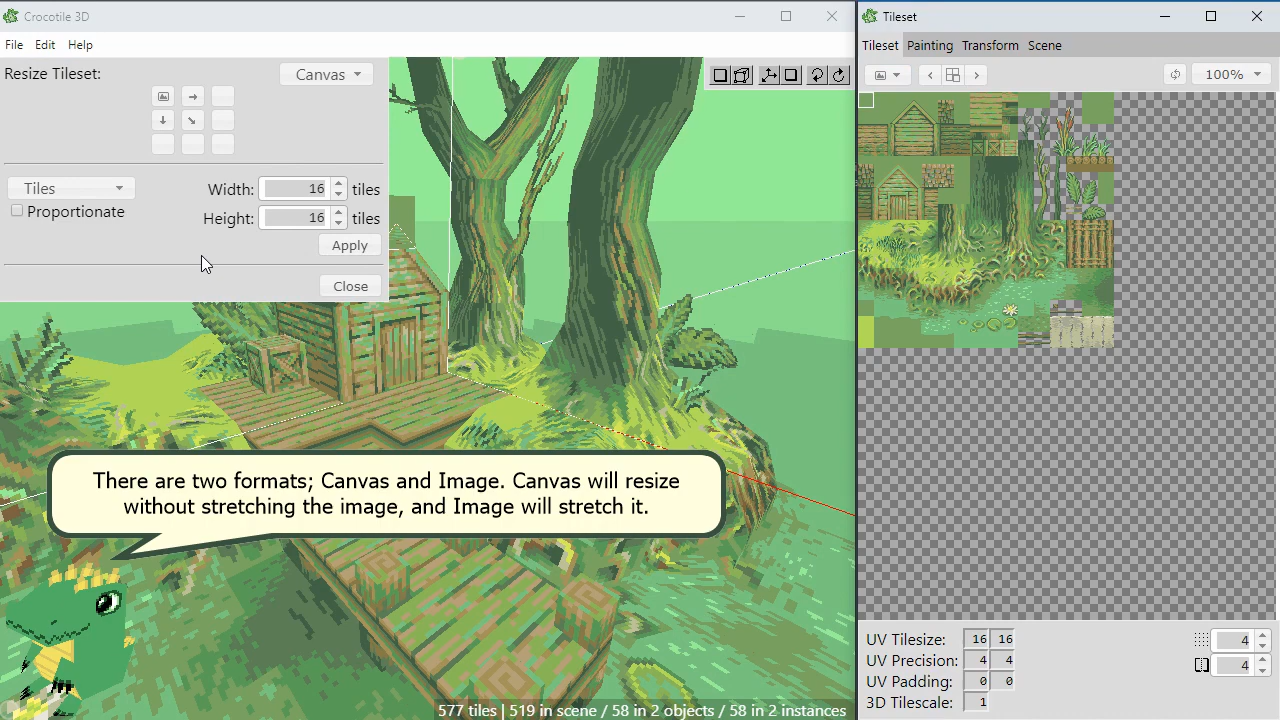 Crocotile 3D
File Edit Help
Resize Tileset:
Canvas
Tiles
Proportionate
Width: 16 tiles
Height: 16 tiles
Apply
Close
There are two formats; Canvas and Image. Canvas will resize
without stretching the image, and Image will stretch it.
577 tiles | 519 in scene / 58 in 2 objects / 58 in 2 instances
Tileset
Tileset Painting Transform Scene
100%
UV Tilesize: 16 16
4
UV Precision: 4 4
4
UV Padding: 0 0
3D Tilescale: 1